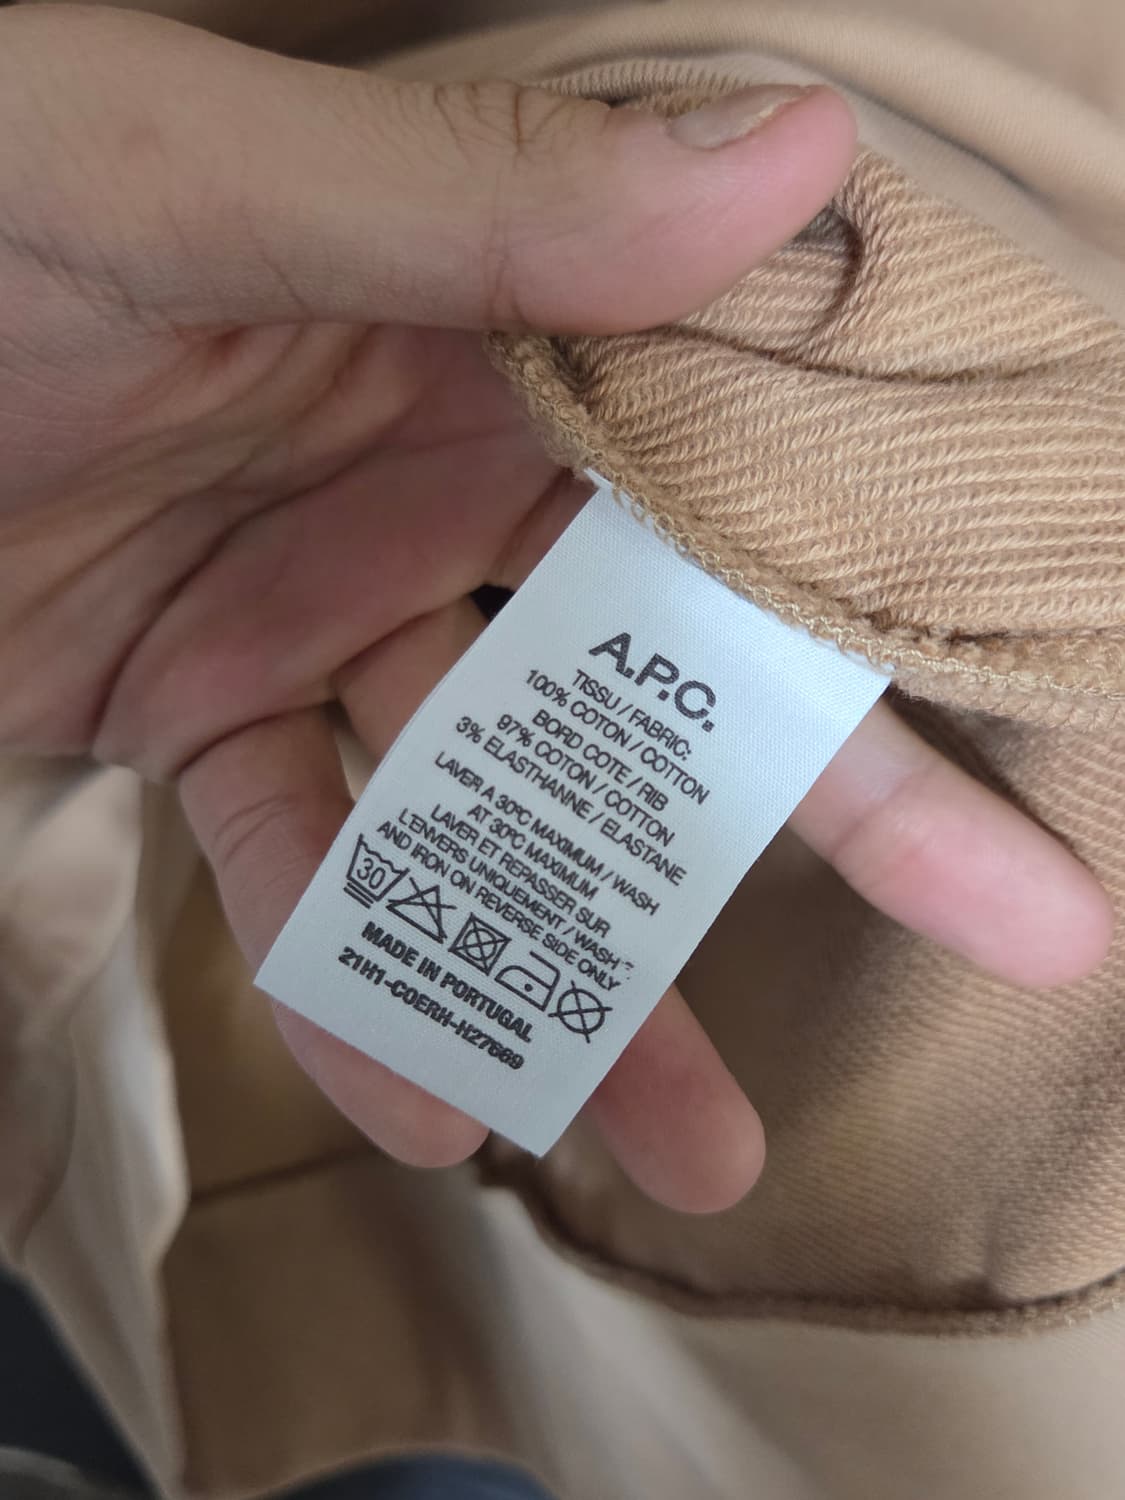 A.P.C.
TISSU / FABRIC:
100% COTON / COTTON
BORD COTE / RIB
97% COTON / COTTON
3% ELASTHANNE / ELASTANE
LAVER A 30ºC MAXIMUM / WASH
AT 30ºC MAXIMUM
LAVER ET REPASSER SUR
L'ENVERS UNIQUEMENT / WASH
AND IRON ON REVERSE SIDE ONLY
30
MADE IN PORTUGAL
21H1-COERH-H27669